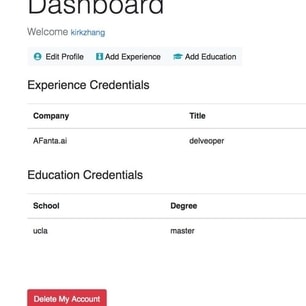 Dashboard
Welcome kirkzhang
Edit Profile Add Experience Add Education
Experience Credentials
Company Title
AFanta.ai delveoper
Education Credentials
School Degree
ucla master
Delete My Account